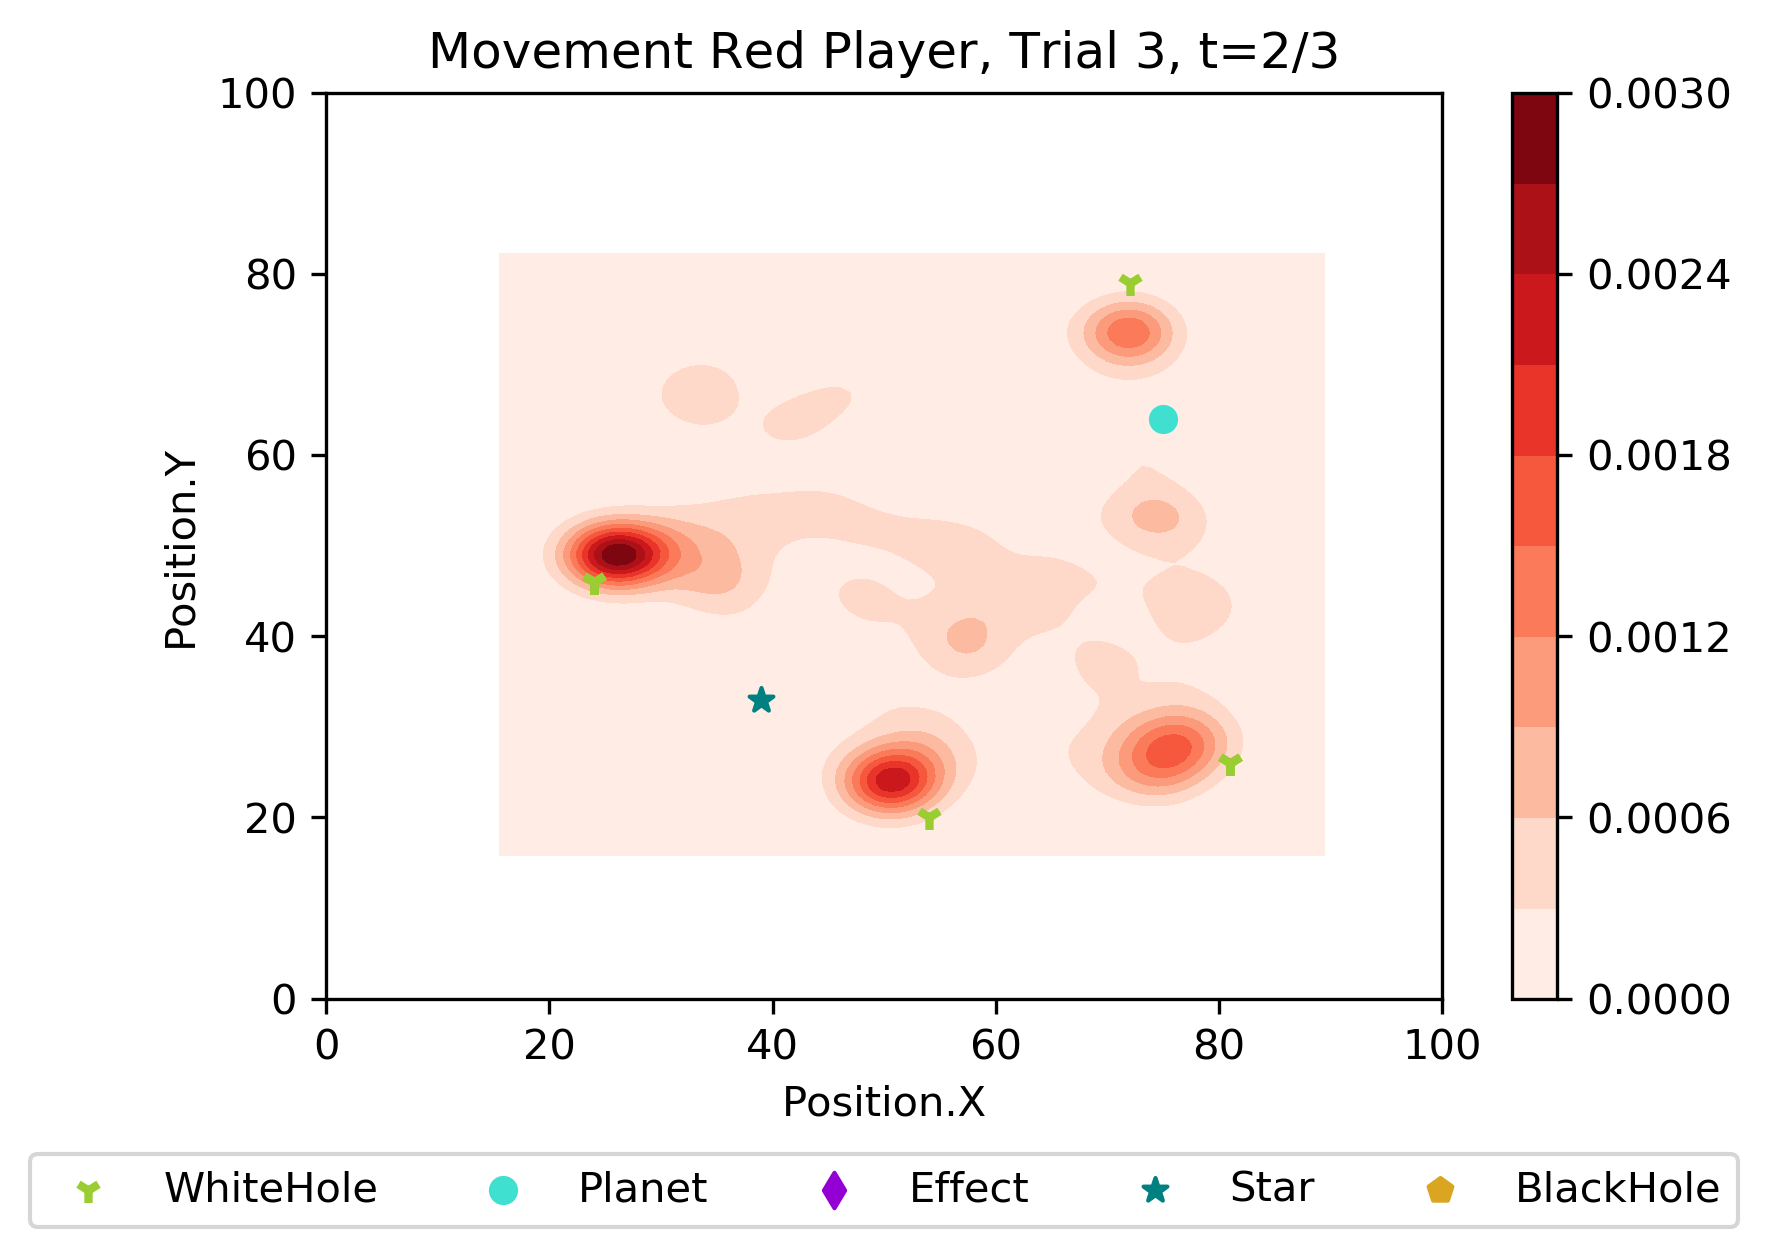 Movement Red Player, Trial 3, t=2/3
100
80
60
40
20
0
Position.Y
0 20 40 60 80 100
Position.X
0.0030
0.0024
0.0018
0.0012
0.0006
0.0000
WhiteHole Planet Effect Star BlackHole